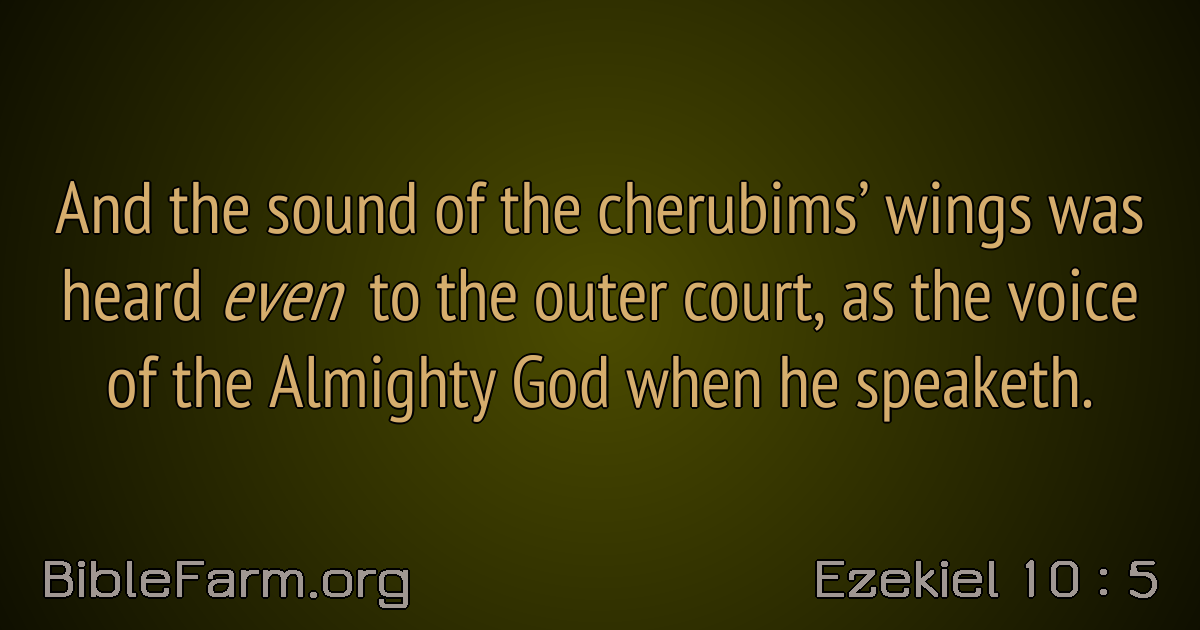 And the sound of the cherubims’ wings was
heard even to the outer court, as the voice
of the Almighty God when he speaketh.
BibleFarm.org
Ezekiel 10 : 5